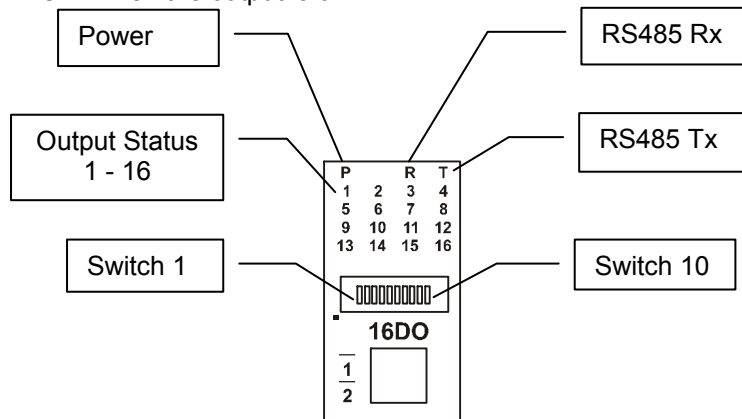 Power
RS485 Rx
Output Status
1 - 16
RS485 Tx
P R T
1 2 3 4
5 6 7 8
9 10 11 12
13 14 15 16
Switch 1
Switch 10
16DO
1
2